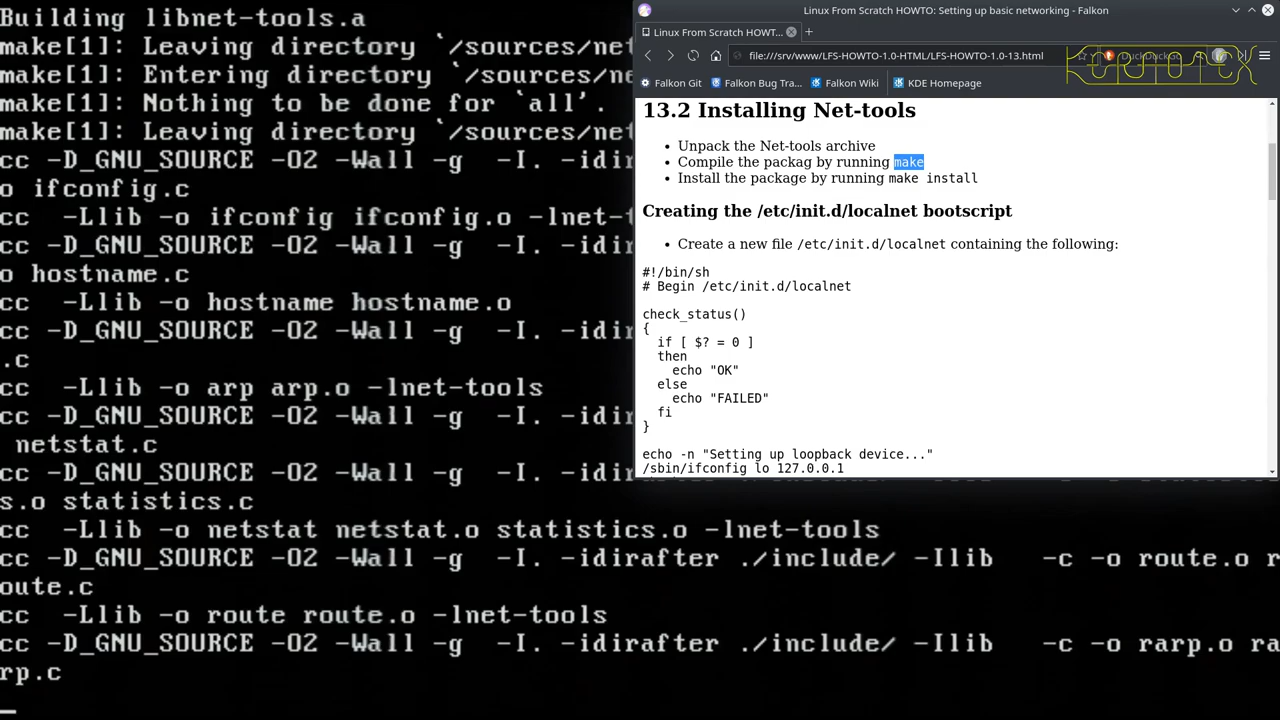 Building libnet-tools.a
make[1]: Leaving directory `/sources/net
make[1]: Entering directory `/sources/ne
make[1]: Nothing to be done for `all'.
make[1]: Leaving directory `/sources/net
cc -D_GNU_SOURCE -O2 -Wall -g  -I. -idir
o ifconfig.c
cc  -Llib -o ifconfig ifconfig.o -lnet-t
cc -D_GNU_SOURCE -O2 -Wall -g  -I. -idir
o hostname.c
cc  -Llib -o hostname hostname.o
cc -D_GNU_SOURCE -O2 -Wall -g  -I. -idir
.c
cc  -Llib -o arp arp.o -lnet-tools
cc -D_GNU_SOURCE -O2 -Wall -g  -I. -idir
 netstat.c
cc -D_GNU_SOURCE -O2 -Wall -g  -I. -idir
s.o statistics.c
cc  -Llib -o netstat netstat.o statistics.o -lnet-tools
cc -D_GNU_SOURCE -O2 -Wall -g  -I. -idirafter ./include/ -Ilib   -c -o route.o r
oute.c
cc  -Llib -o route route.o -lnet-tools
cc -D_GNU_SOURCE -O2 -Wall -g  -I. -idirafter ./include/ -Ilib   -c -o rarp.o ra
rp.c
Linux From Scratch HOWTO: Setting up basic networking - Falkon
Linux From Scratch HOWT...
file:///srv/www/LFS-HOWTO-1.0-HTML/LFS-HOWTO-1.0-13.html
Falkon Git Falkon Bug Tra... Falkon Wiki KDE Homepage
13.2 Installing Net-tools
• Unpack the Net-tools archive
• Compile the packag by running make
• Install the package by running make install
Creating the /etc/init.d/localnet bootscript
• Create a new file /etc/init.d/localnet containing the following:
#!/bin/sh
# Begin /etc/init.d/localnet
check_status()
{
  if [ $? = 0 ]
  then
    echo "OK"
  else
    echo "FAILED"
  fi
}
echo -n "Setting up loopback device..."
/sbin/ifconfig lo 127.0.0.1